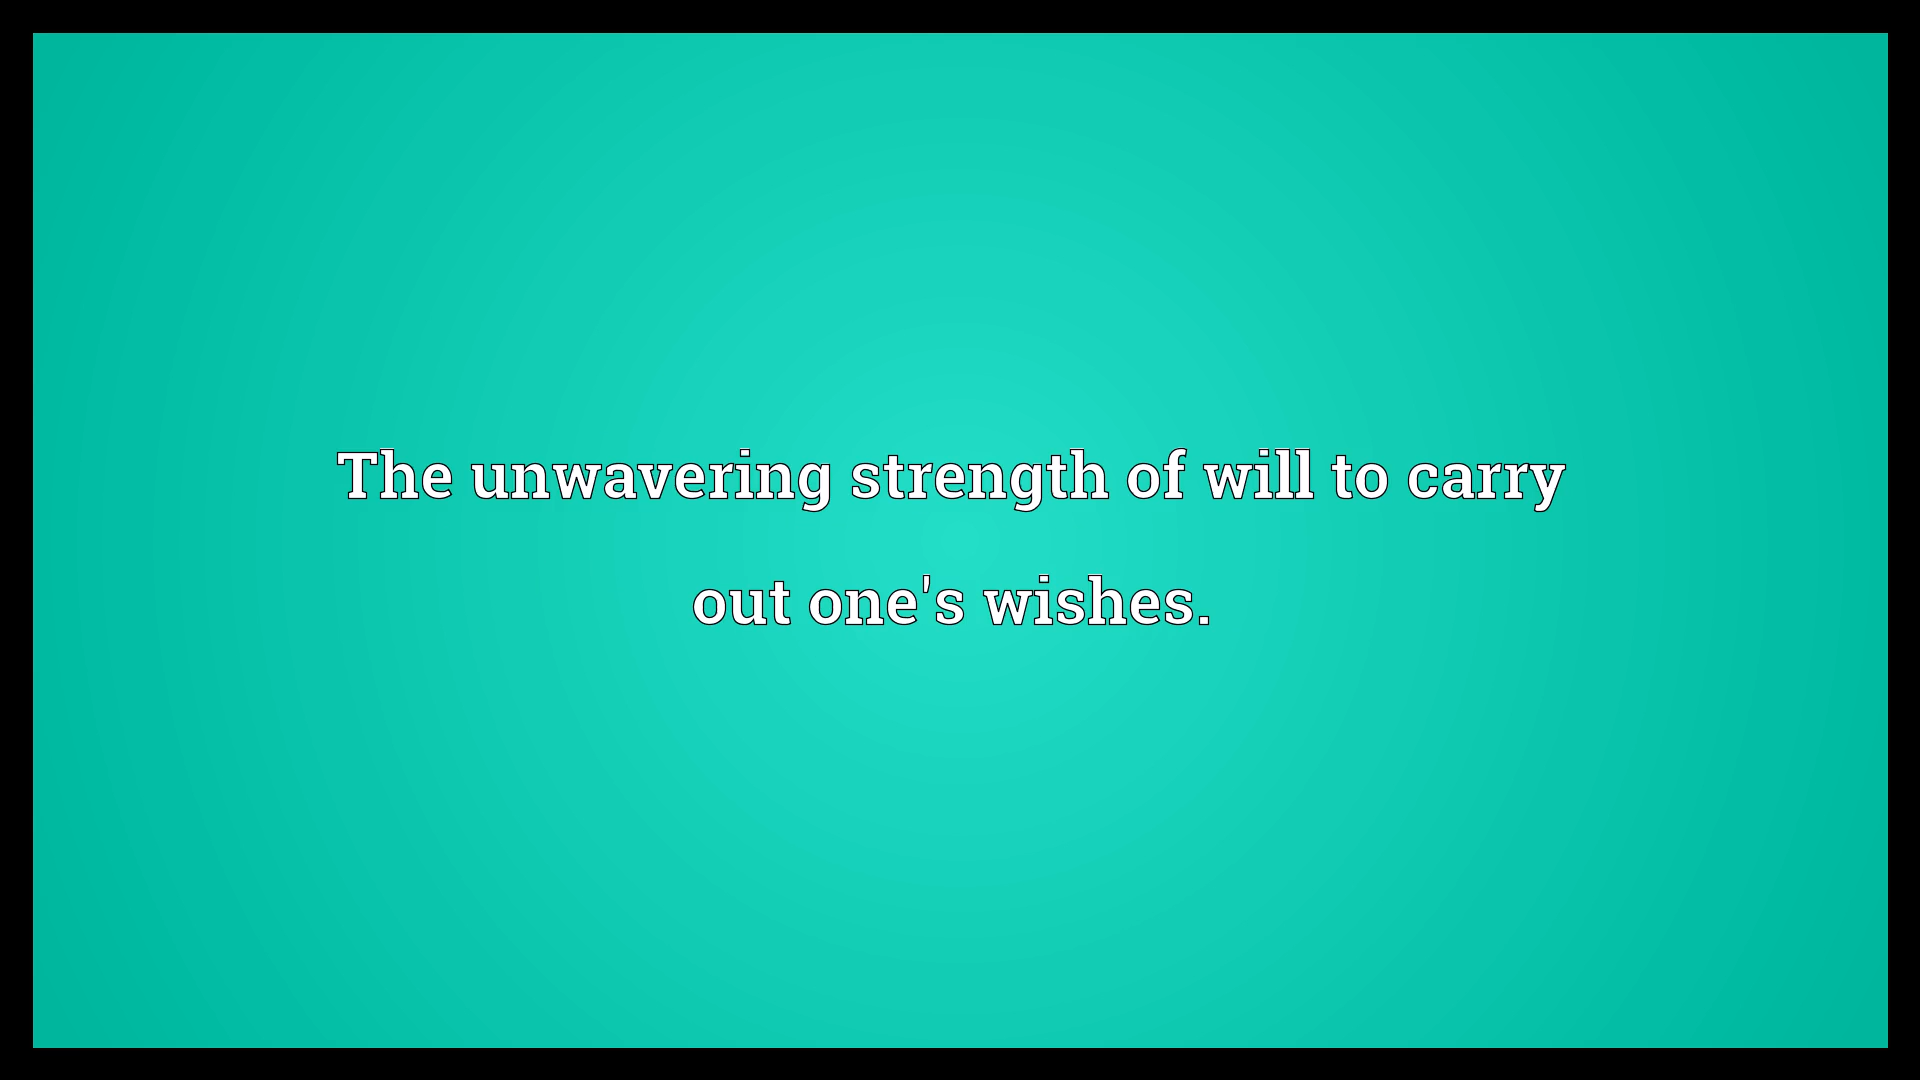 The unwavering strength of will to carry
out one's wishes.